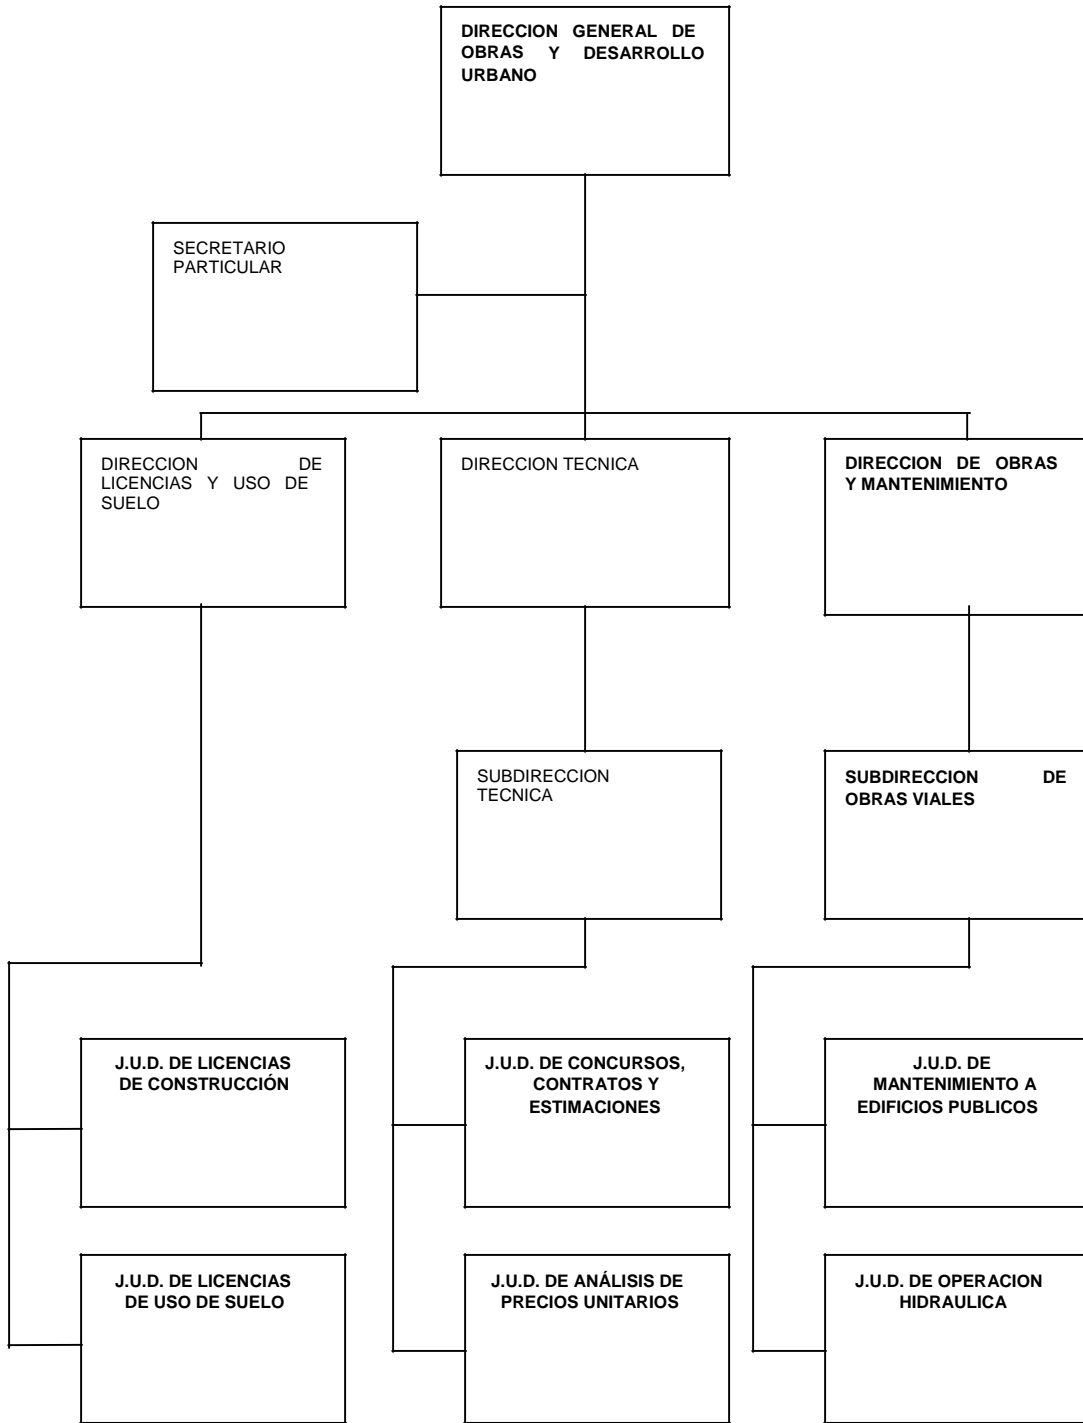 DIRECCION GENERAL DE
OBRAS Y DESARROLLO
URBANO
SECRETARIO
PARTICULAR
DIRECCION DE
LICENCIAS Y USO DE
SUELO
DIRECCION TECNICA
DIRECCION DE OBRAS
Y MANTENIMIENTO
SUBDIRECCION
TECNICA
SUBDIRECCION DE
OBRAS VIALES
J.U.D. DE LICENCIAS
DE CONSTRUCCIÓN
J.U.D. DE CONCURSOS,
CONTRATOS Y
ESTIMACIONES
J.U.D. DE
MANTENIMIENTO A
EDIFICIOS PUBLICOS
J.U.D. DE LICENCIAS
DE USO DE SUELO
J.U.D. DE ANÁLISIS DE
PRECIOS UNITARIOS
J.U.D. DE OPERACION
HIDRAULICA